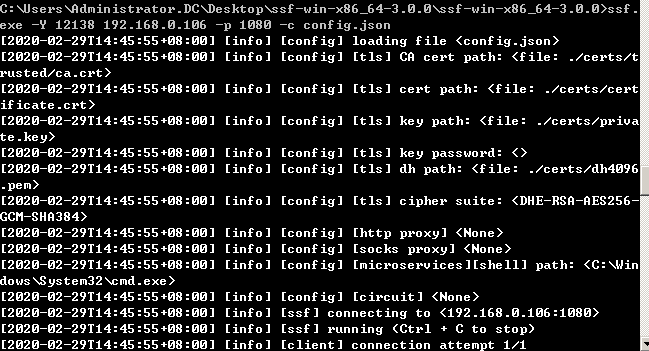 C:\Users\Administrator.DC\Desktop\ssf-win-x86_64-3.0.0\ssf-win-x86_64-3.0.0>ssf.
exe -Y 12138 192.168.0.106 -p 1080 -c config.json
[2020-02-29T14:45:55+08:00] [info] [config] loading file <config.json>
[2020-02-29T14:45:55+08:00] [info] [config] [tls] CA cert path: <file: ./certs/t
rusted/ca.crt>
[2020-02-29T14:45:55+08:00] [info] [config] [tls] cert path: <file: ./certs/cert
ificate.crt>
[2020-02-29T14:45:55+08:00] [info] [config] [tls] key path: <file: ./certs/priva
te.key>
[2020-02-29T14:45:55+08:00] [info] [config] [tls] key password: <>
[2020-02-29T14:45:55+08:00] [info] [config] [tls] dh path: <file: ./certs/dh4096
.pem>
[2020-02-29T14:45:55+08:00] [info] [config] [tls] cipher suite: <DHE-RSA-AES256-
GCM-SHA384>
[2020-02-29T14:45:55+08:00] [info] [config] [http proxy] <None>
[2020-02-29T14:45:55+08:00] [info] [config] [socks proxy] <None>
[2020-02-29T14:45:55+08:00] [info] [config] [microservices][shell] path: <C:\Win
dows\System32\cmd.exe>
[2020-02-29T14:45:55+08:00] [info] [config] [circuit] <None>
[2020-02-29T14:45:55+08:00] [info] [ssf] connecting to <192.168.0.106:1080>
[2020-02-29T14:45:55+08:00] [info] [ssf] running <Ctrl + C to stop>
[2020-02-29T14:45:55+08:00] [info] [client] connection attempt 1/1